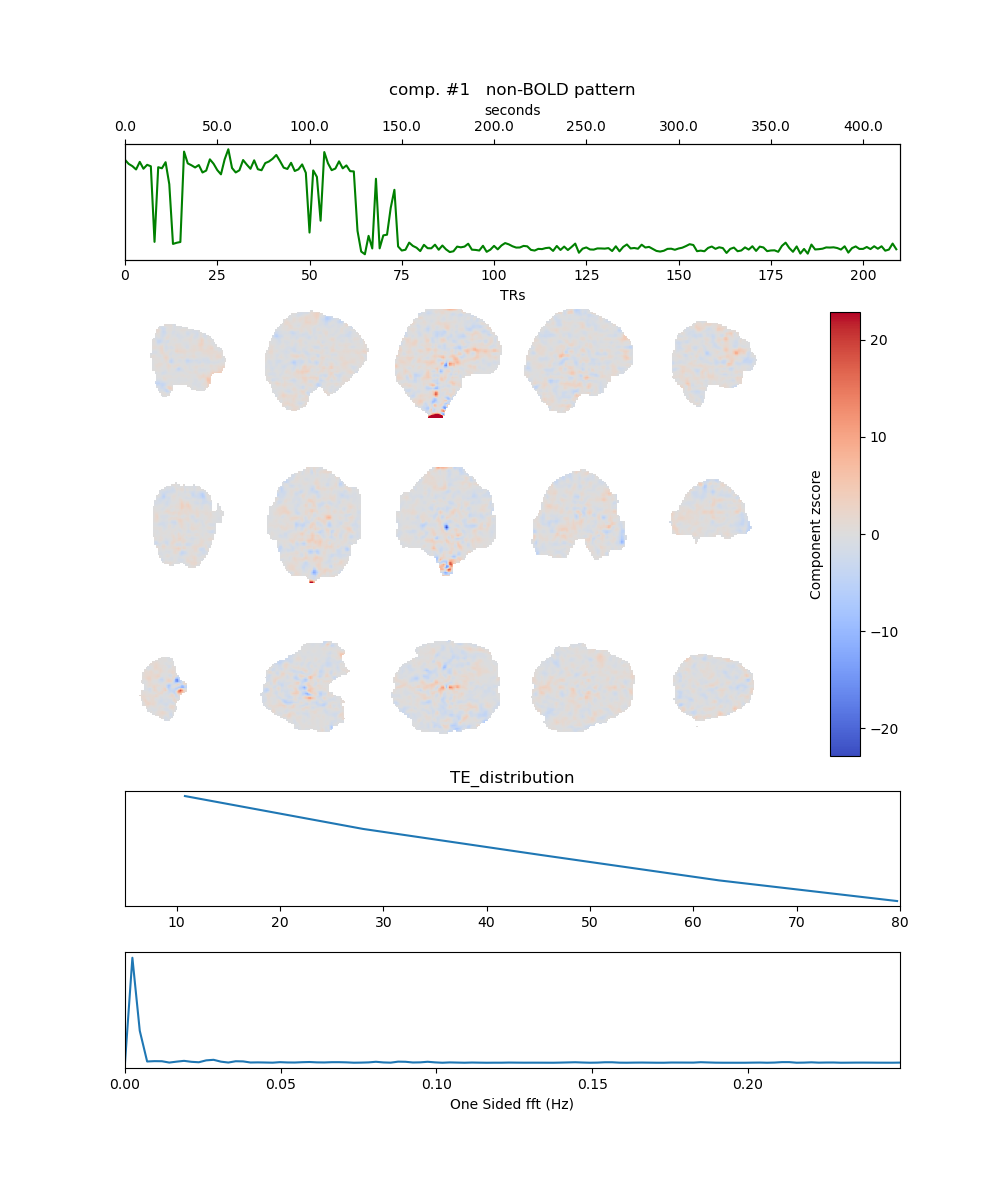 comp. #1   non-BOLD pattern
seconds
0.0 50.0 100.0 150.0 200.0 250.0 300.0 350.0 400.0
0 25 50 75 100 125 150 175 200
TRs
20
10
0
−10
−20
Component zscore
TE_distribution
10 20 30 40 50 60 70 80
0.00 0.05 0.10 0.15 0.20
One Sided fft (Hz)